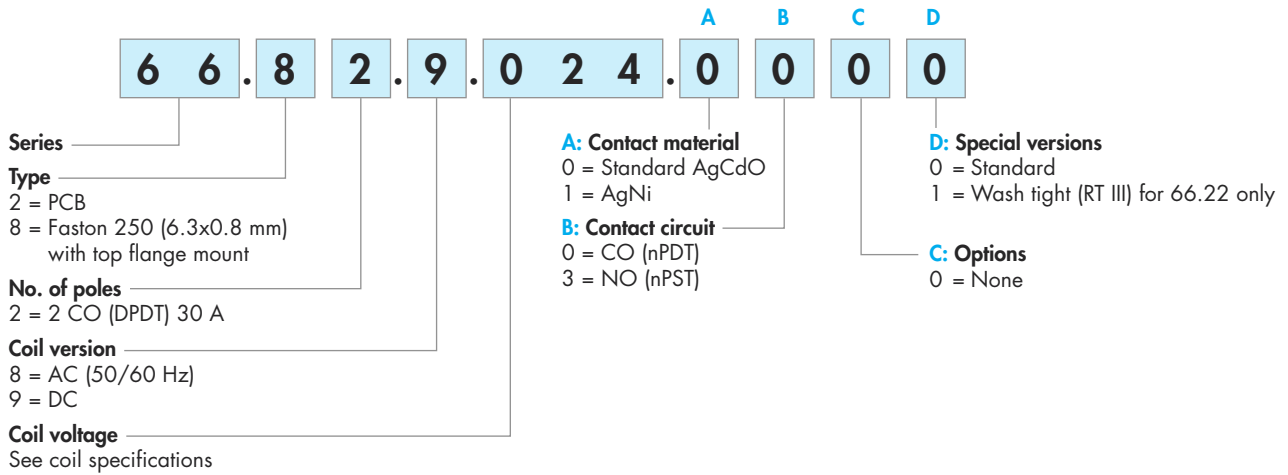 A B C D
6 6 . 8 2 . 9 . 0 2 4 . 0 0 0 0
Series
Type
2 = PCB
8 = Faston 250 (6.3x0.8 mm)
with top flange mount
No. of poles
2 = 2 CO (DPDT) 30 A
Coil version
8 = AC (50/60 Hz)
9 = DC
Coil voltage
See coil specifications
A: Contact material
0 = Standard AgCdO
1 = AgNi
B: Contact circuit
0 = CO (nPDT)
3 = NO (nPST)
D: Special versions
0 = Standard
1 = Wash tight (RT III) for 66.22 only
C: Options
0 = None